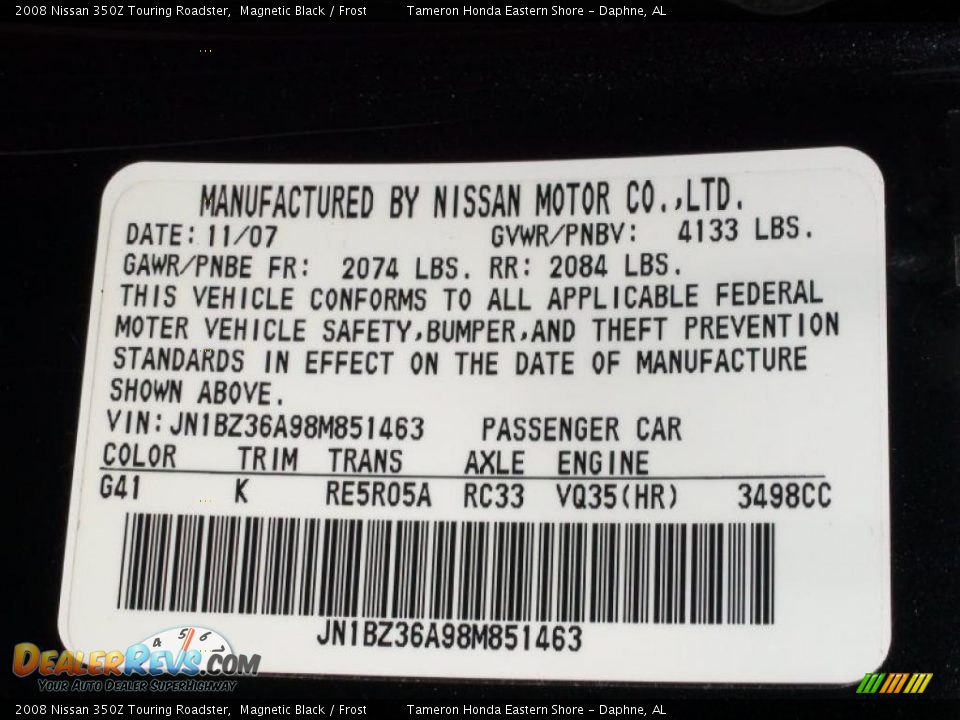 2008 Nissan 350Z Touring Roadster, Magnetic Black / Frost Tameron Honda Eastern Shore - Daphne, AL
MANUFACTURED BY NISSAN MOTOR CO.,LTD.
DATE: 11/07 GVWR/PNBV: 4133 LBS.
GAWR/PNBE FR: 2074 LBS. RR: 2084 LBS.
THIS VEHICLE CONFORMS TO ALL APPLICABLE FEDERAL
MOTER VEHICLE SAFETY,BUMPER,AND THEFT PREVENTION
STANDARDS IN EFFECT ON THE DATE OF MANUFACTURE
SHOWN ABOVE.
VIN: JN1BZ36A98M851463 PASSENGER CAR
COLOR TRIM TRANS AXLE ENGINE
G41 K RE5R05A RC33 VQ35(HR) 3498CC
JN1BZ36A98M851463
4 5 6
DEALERREVS.COM
YOUR AUTO DEALER SUPERHIGHWAY
2008 Nissan 350Z Touring Roadster, Magnetic Black / Frost Tameron Honda Eastern Shore - Daphne, AL